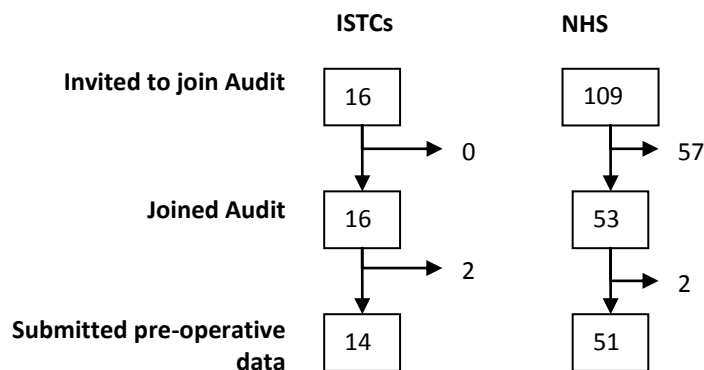 ISTCs NHS
Invited to join Audit 16 109
0 57
Joined Audit 16 53
2 2
Submitted pre-operative
data 14 51